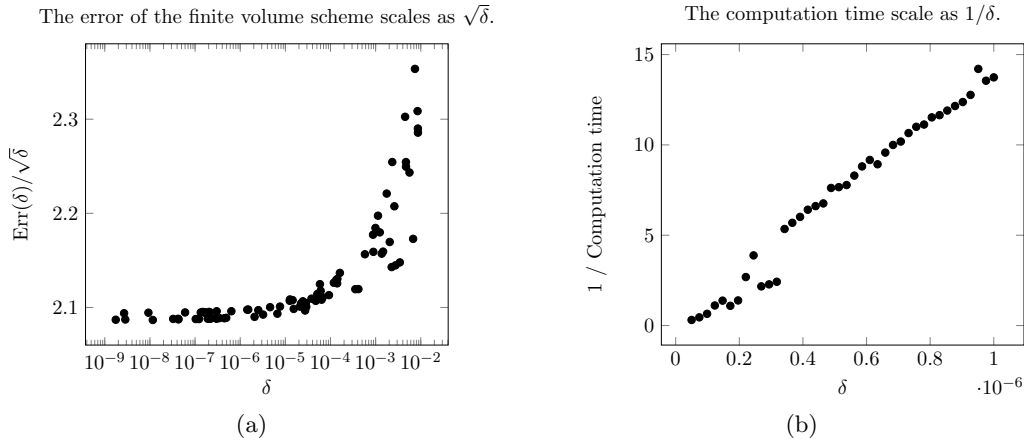 The error of the finite volume scheme scales as √δ.
2.3
2.2
2.1
Err(δ)/√δ
10⁻⁹ 10⁻⁸ 10⁻⁷ 10⁻⁶ 10⁻⁵ 10⁻⁴ 10⁻³ 10⁻²
δ
(a)
The computation time scale as 1/δ.
15
10
5
0
1 / Computation time
0 0.2 0.4 0.6 0.8 1
δ
·10⁻⁶
(b)